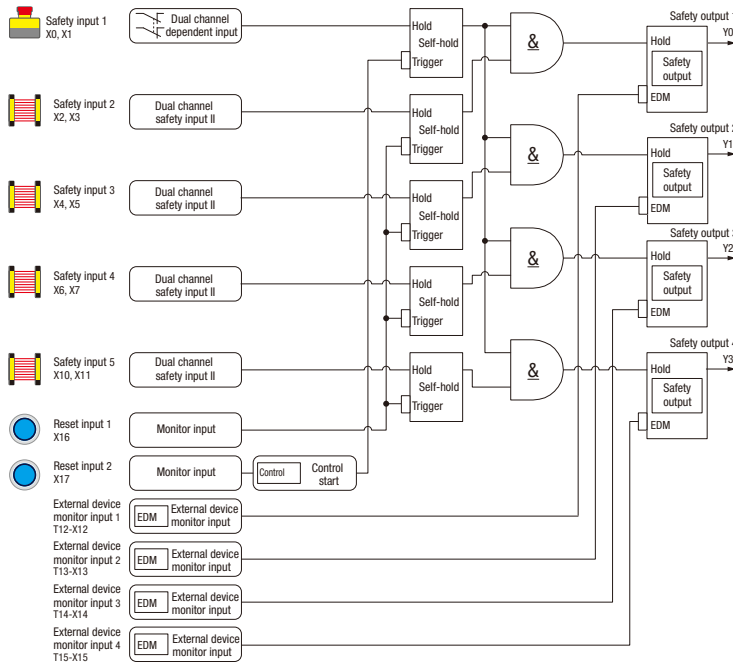 Safety input 1
X0, X1
Dual channel
dependent input
Hold
Self-hold
Trigger
&
Safety output 1
Y0
Hold
Safety
output
EDM
Safety input 2
X2, X3
Dual channel
safety input II
Hold
Self-hold
Trigger
&
Safety output 2
Y1
Hold
Safety
output
EDM
Safety input 3
X4, X5
Dual channel
safety input II
Hold
Self-hold
Trigger
&
Safety output 3
Y2
Hold
Safety
output
EDM
Safety input 4
X6, X7
Dual channel
safety input II
Hold
Self-hold
Trigger
&
Safety output 4
Y3
Hold
Safety
output
EDM
Safety input 5
X10, X11
Dual channel
safety input II
Hold
Self-hold
Trigger
Reset input 1
X16
Monitor input
Reset input 2
X17
Monitor input
Control
Control
start
External device
monitor input 1
T12-X12
EDM
External device
monitor input
External device
monitor input 2
T13-X13
EDM
External device
monitor input
External device
monitor input 3
T14-X14
EDM
External device
monitor input
External device
monitor input 4
T15-X15
EDM
External device
monitor input